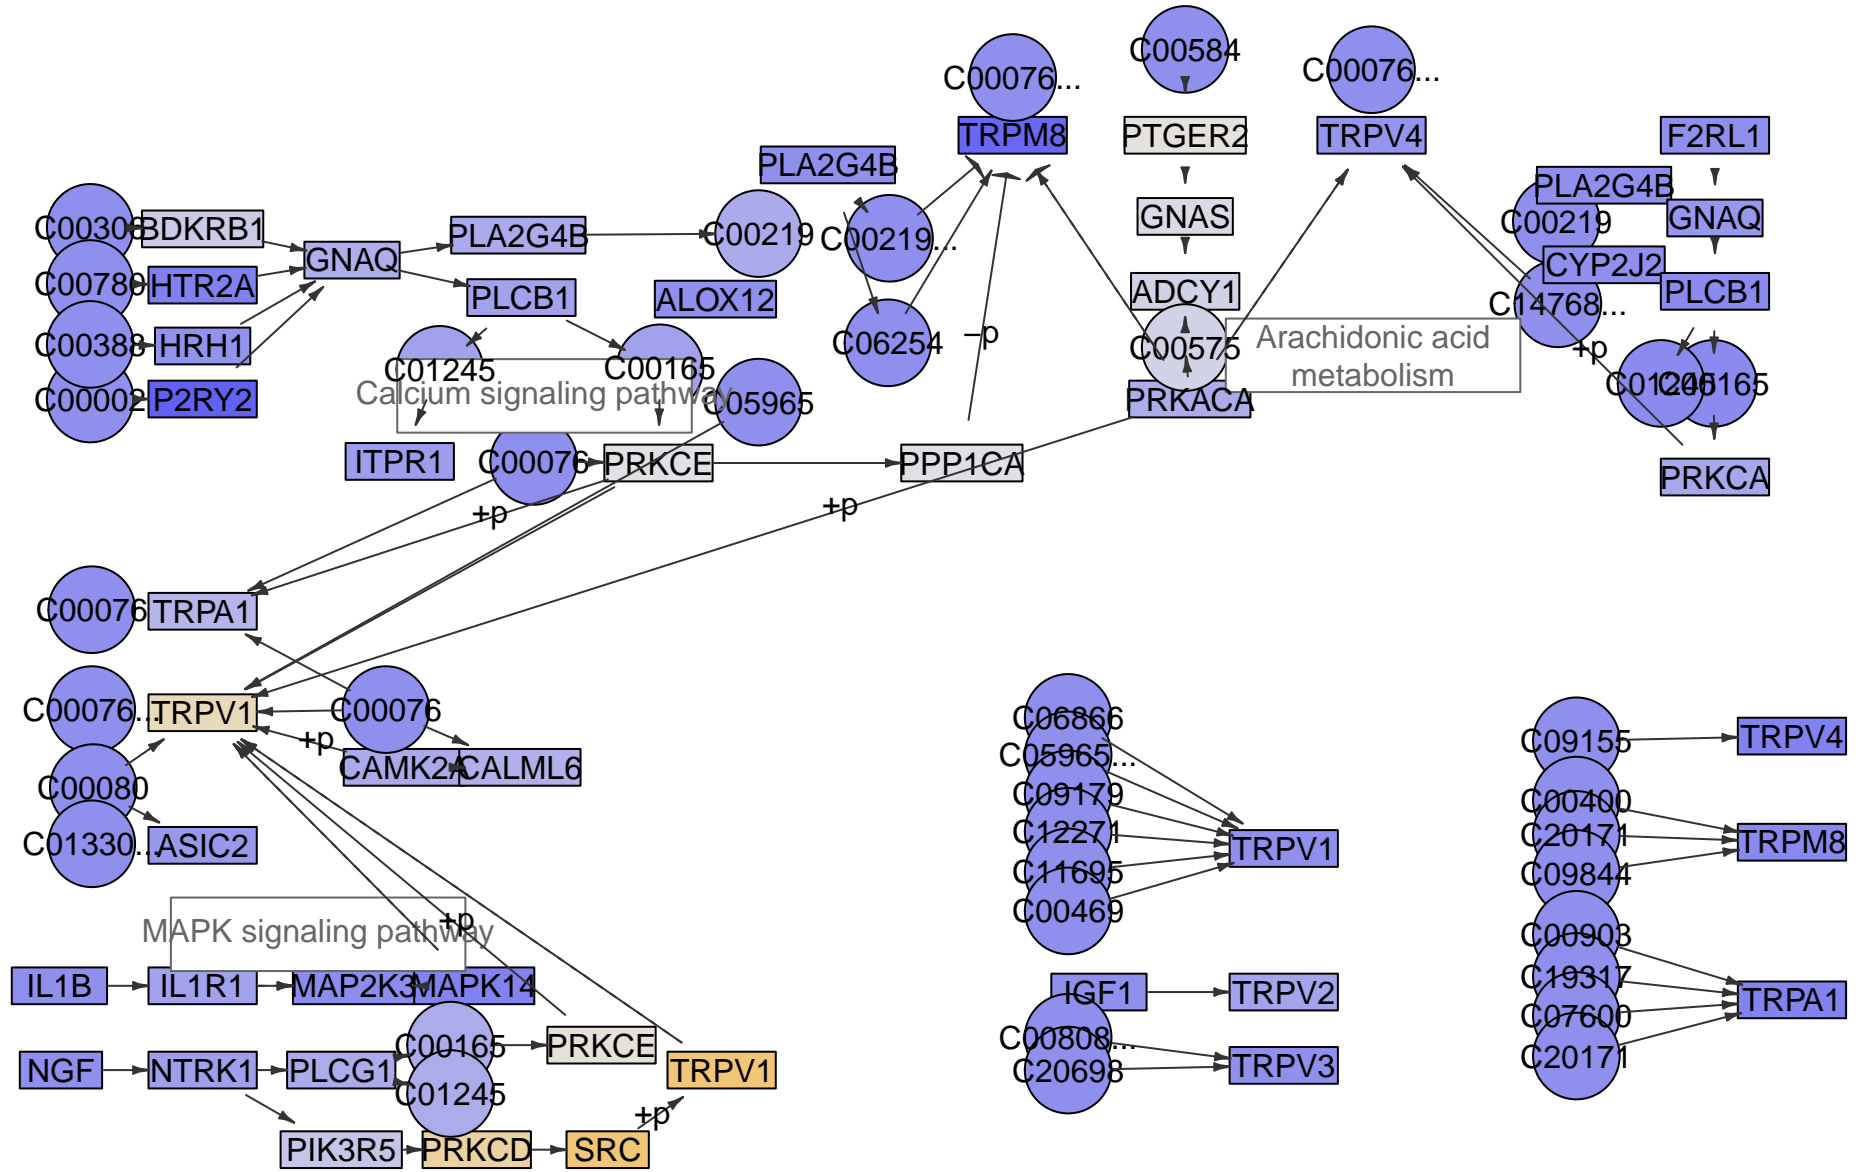 C00584
C00076...
C00076...
TRPM8
PTGER2
TRPV4
F2RL1
PLA2G4B
PLA2G4B
C00308
BDKRB1
PLA2G4B
C00219
C00219...
GNAS
C00219
GNAQ
GNAQ
C00780
HTR2A
PLCB1
ALOX12
ADCY1
CYP2J2
C14768...
PLCB1
C00388
HRH1
C01245
C00165
C06254
–p
C00575
Arachidonic acid
metabolism
+p
C00002
P2RY2
Calcium signaling pathway
C05965
PRKACA
C01245
C00165
ITPR1
C00076
PRKCE
PPP1CA
PRKCA
+p
+p
C00076
TRPA1
C00076...
TRPV1
C00076
C06866
+p
C05965...
C09155
TRPV4
CAMK2A
CALML6
C00080
C09179
C00400
C01330...
ASIC2
C12271
TRPV1
C20171
TRPM8
C11695
C09844
C00469
MAPK signaling pathway
+p
C00903
IL1B
IL1R1
MAP2K3
MAPK14
IGF1
TRPV2
C19317
TRPA1
C00165
PRKCE
C00808...
C07600
NGF
NTRK1
PLCG1
TRPV1
C20698
TRPV3
C20171
C01245
+p
PIK3R5
PRKCD
SRC